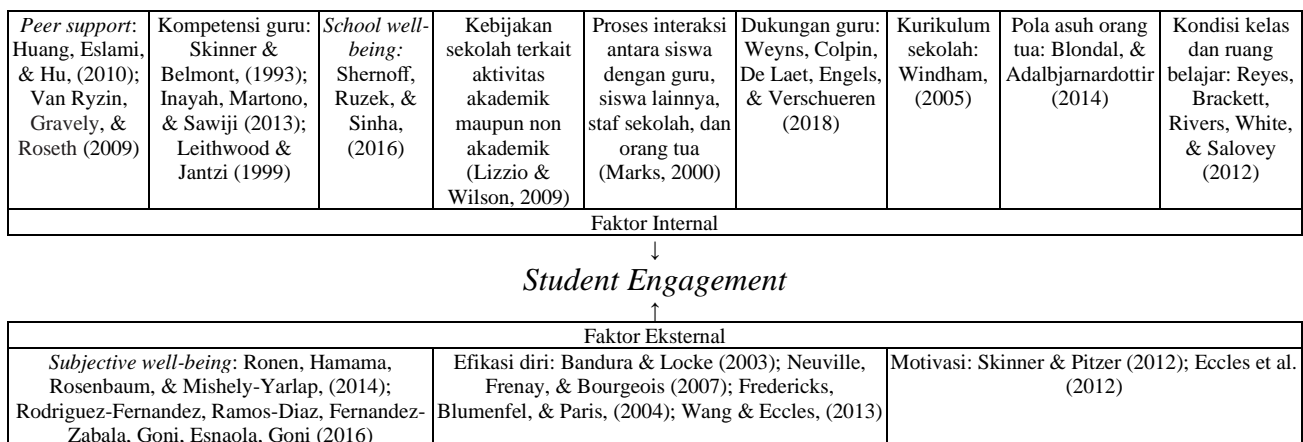 Peer support:
Huang, Eslami,
& Hu, (2010);
Van Ryzin,
Gravely, &
Roseth (2009)
Kompetensi guru:
Skinner &
Belmont, (1993);
Inayah, Martono,
& Sawiji (2013);
Leithwood &
Jantzi (1999)
School well-
being:
Shernoff,
Ruzek, &
Sinha,
(2016)
Kebijakan
sekolah terkait
aktivitas
akademik
maupun non
akademik
(Lizzio &
Wilson, 2009)
Proses interaksi
antara siswa
dengan guru,
siswa lainnya,
staf sekolah, dan
orang tua
(Marks, 2000)
Dukungan guru:
Weyns, Colpin,
De Laet, Engels,
& Verschueren
(2018)
Kurikulum
sekolah:
Windham,
(2005)
Pola asuh orang
tua: Blondal, &
Adalbjarnardottir
(2014)
Kondisi kelas
dan ruang
belajar: Reyes,
Brackett,
Rivers, White,
& Salovey
(2012)
Faktor Internal
↓
Student Engagement
↑
Faktor Eksternal
Subjective well-being: Ronen, Hamama,
Rosenbaum, & Mishely-Yarlap, (2014);
Rodriguez-Fernandez, Ramos-Diaz, Fernandez-
Zabala, Goni, Esnaola, Goni (2016)
Efikasi diri: Bandura & Locke (2003); Neuville,
Frenay, & Bourgeois (2007); Fredericks,
Blumenfel, & Paris, (2004); Wang & Eccles, (2013)
Motivasi: Skinner & Pitzer (2012); Eccles et al.
(2012)